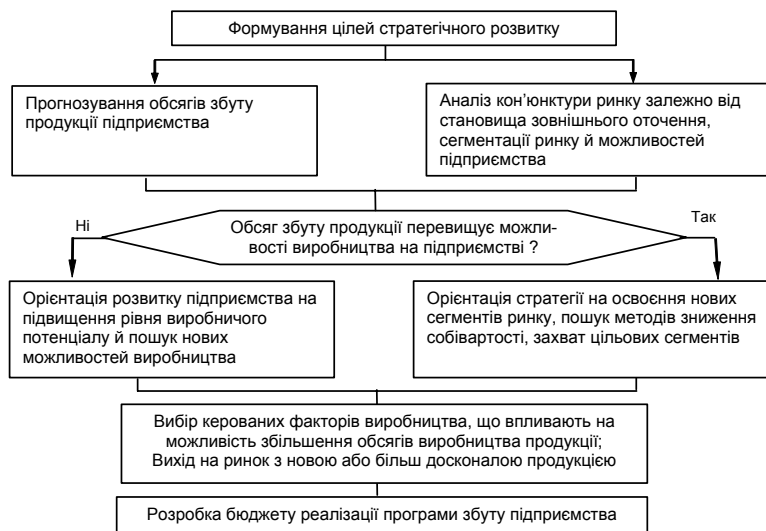 Формування цілей стратегічного розвитку
Прогнозування обсягів збуту
продукції підприємства
Аналіз кон’юнктури ринку залежно від
становища зовнішнього оточення,
сегментації ринку й можливостей
підприємства
Ні
Обсяг збуту продукції перевищує можли-
вості виробництва на підприємстві ?
Так
Орієнтація розвитку підприємства на
підвищення рівня виробничого
потенціалу й пошук нових
можливостей виробництва
Орієнтація стратегії на освоєння нових
сегментів ринку, пошук методів зниження
собівартості, захват цільових сегментів
Вибір керованих факторів виробництва, що впливають на
можливість збільшення обсягів виробництва продукції;
Вихід на ринок з новою або більш досконалою продукцією
Розробка бюджету реалізації програми збуту підприємства